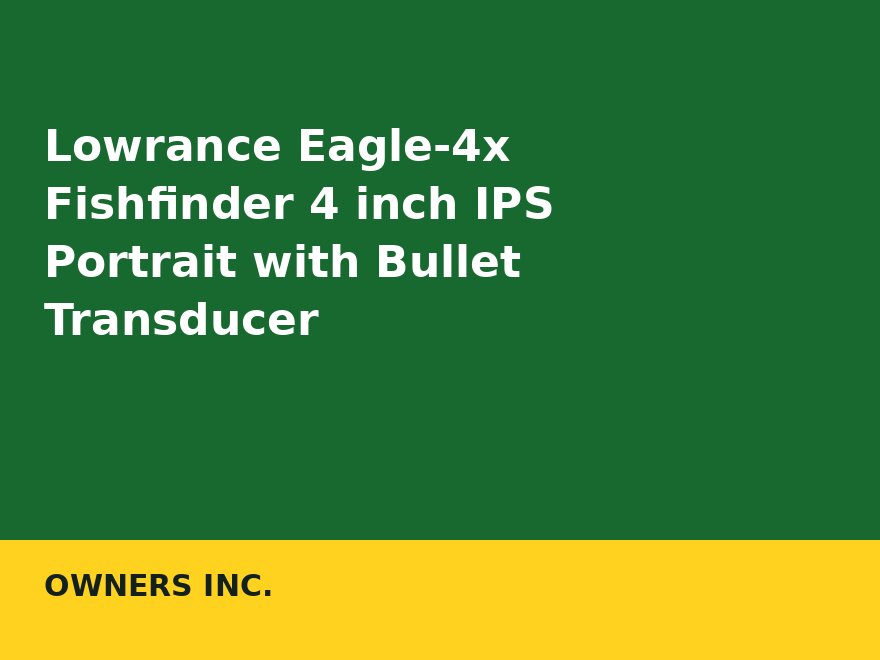 Lowrance Eagle-4x
Fishfinder 4 inch IPS
Portrait with Bullet
Transducer
OWNERS INC.